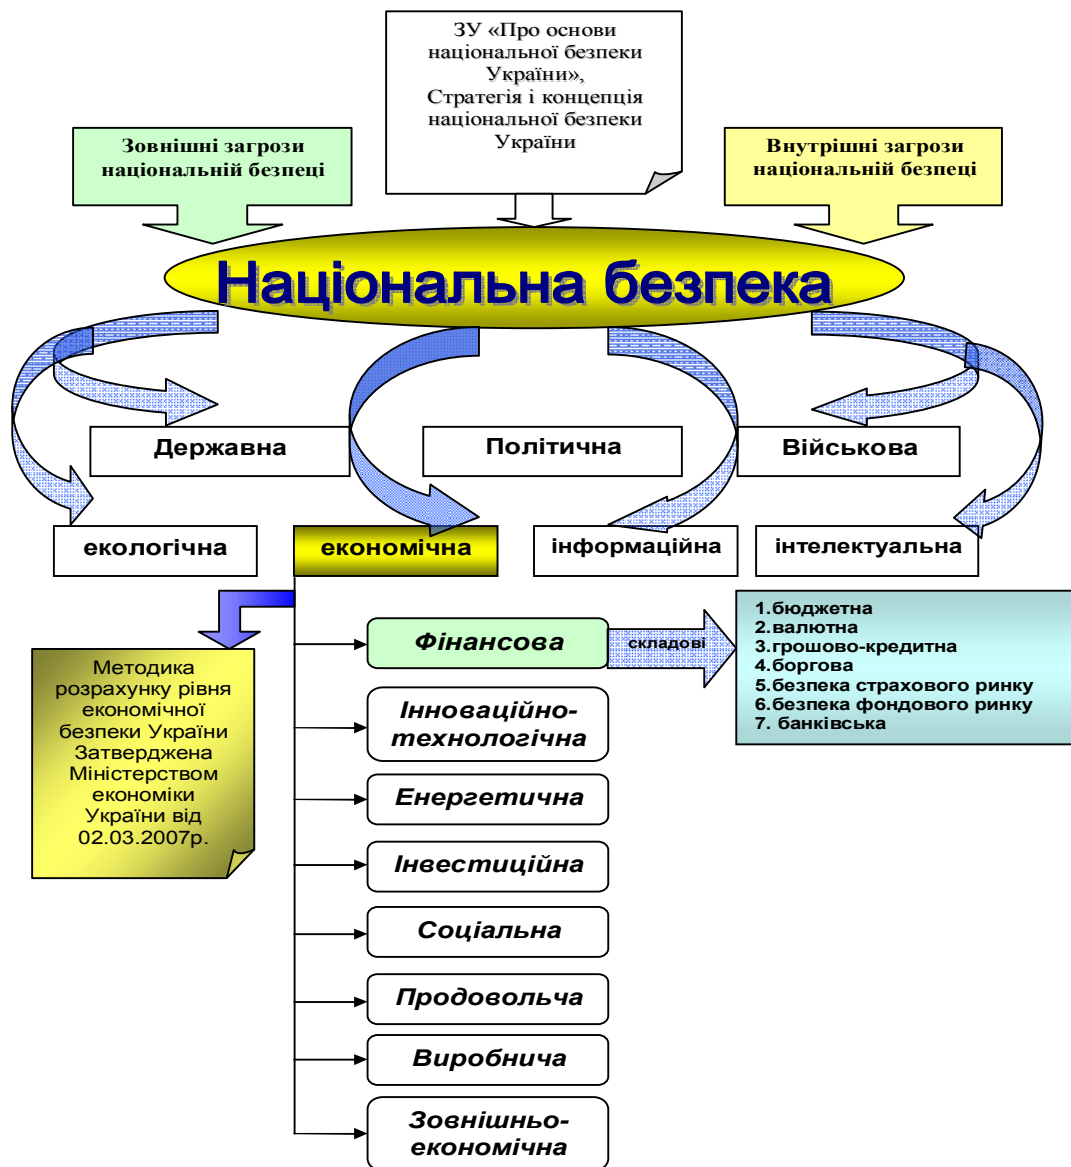 ЗУ «Про основи
національної безпеки
України»,
Стратегія і концепція
національної безпеки
України
Зовнішні загрози
національній безпеці
Внутрішні загрози
національній безпеці
Національна безпека
Державна
Політична
Військова
екологічна
економічна
інформаційна
інтелектуальна
Методика
розрахунку рівня
економічної
безпеки України
Затверджена
Міністерством
економіки
України від
02.03.2007р.
Фінансова
складові
1.бюджетна
2.валютна
3.грошово-кредитна
4.боргова
5.безпека страхового ринку
6.безпека фондового ринку
7. банківська
Інноваційно-
технологічна
Енергетична
Інвестиційна
Соціальна
Продовольча
Виробнича
Зовнішньо-
економічна